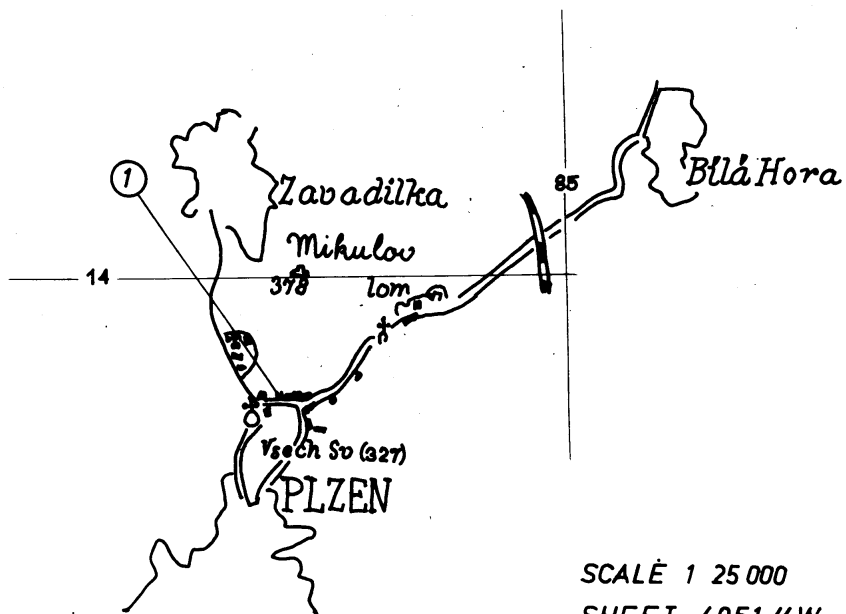 1
Zavadilka
85
Bílá Hora
Mikulov
14
378
lom
Vsech Sv (327)
PLZEN
SCALE 1 25 000